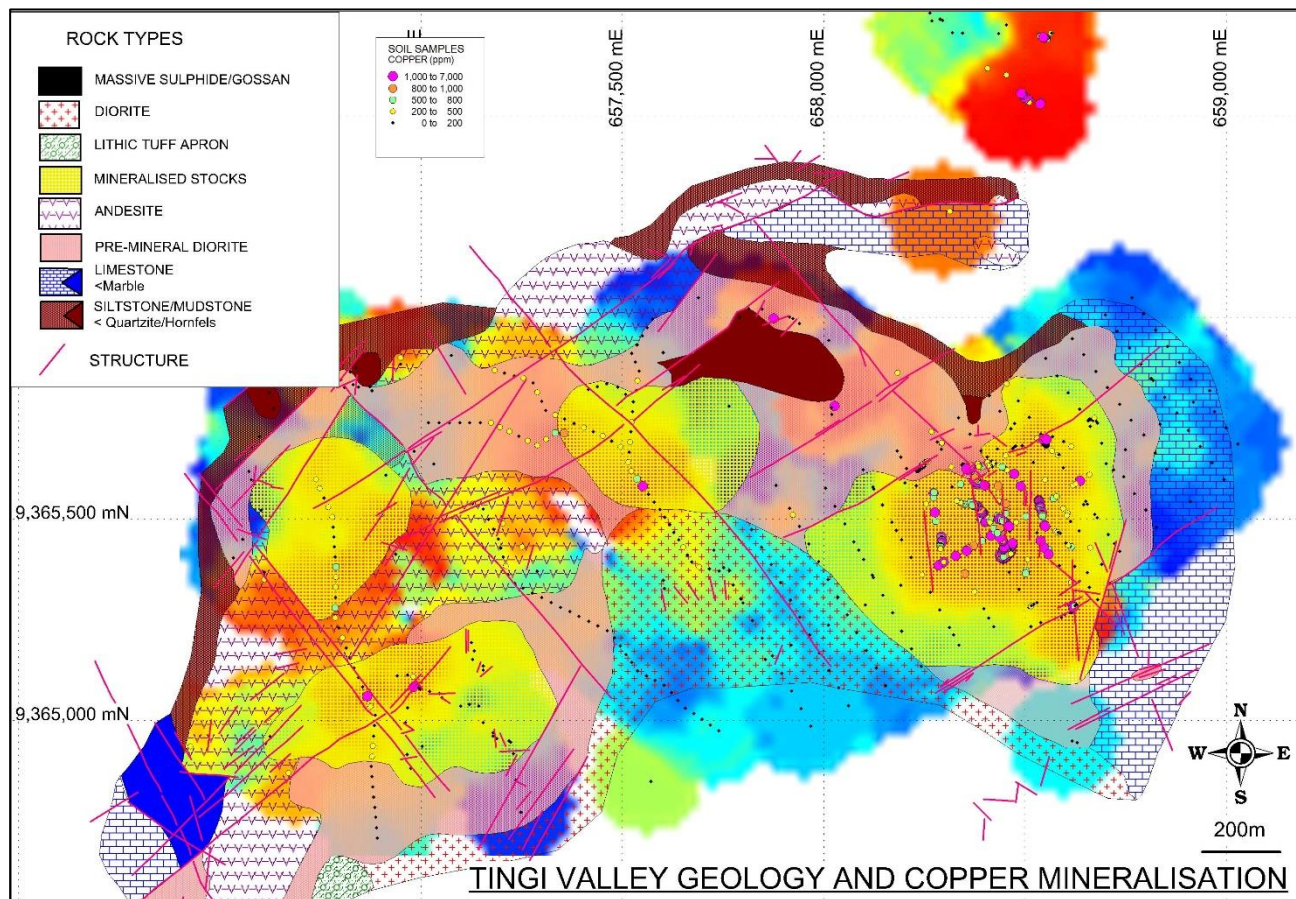 ROCK TYPES
MASSIVE SULPHIDE/GOSSAN
DIORITE
LITHIC TUFF APRON
MINERALISED STOCKS
ANDESITE
PRE-MINERAL DIORITE
LIMESTONE
<Marble
SILTSTONE/MUDSTONE
< Quartzite/Hornfels
STRUCTURE
SOIL SAMPLES
COPPER (ppm)
1,000 to 7,000
800 to 1,000
500 to 800
200 to 500
0 to 200
657,500 mE
658,000 mE
659,000 mE
9,365,500 mN
9,365,000 mN
N
W E
S
200m
TINGI VALLEY GEOLOGY AND COPPER MINERALISATION